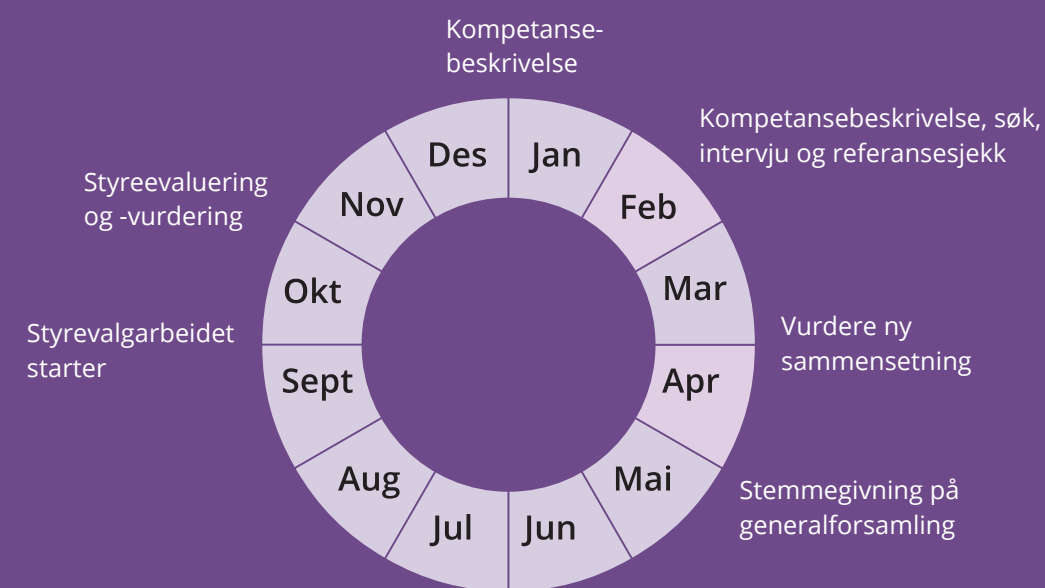 Kompetanse-
beskrivelse
Kompetansebeskrivelse, søk,
intervju og referansesjekk
Styreevaluering
og -vurdering
Styrevalgarbeidet
starter
Vurdere ny
sammensetning
Stemmegivning på
generalforsamling
Jan
Feb
Mar
Apr
Mai
Jun
Jul
Aug
Sept
Okt
Nov
Des